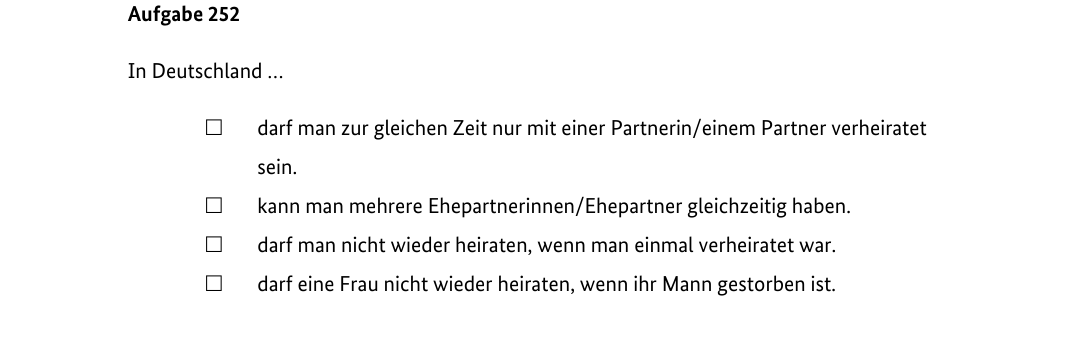 Aufgabe 252
In Deutschland …
☐ darf man zur gleichen Zeit nur mit einer Partnerin/einem Partner verheiratet
sein.
☐ kann man mehrere Ehepartnerinnen/Ehepartner gleichzeitig haben.
☐ darf man nicht wieder heiraten, wenn man einmal verheiratet war.
☐ darf eine Frau nicht wieder heiraten, wenn ihr Mann gestorben ist.